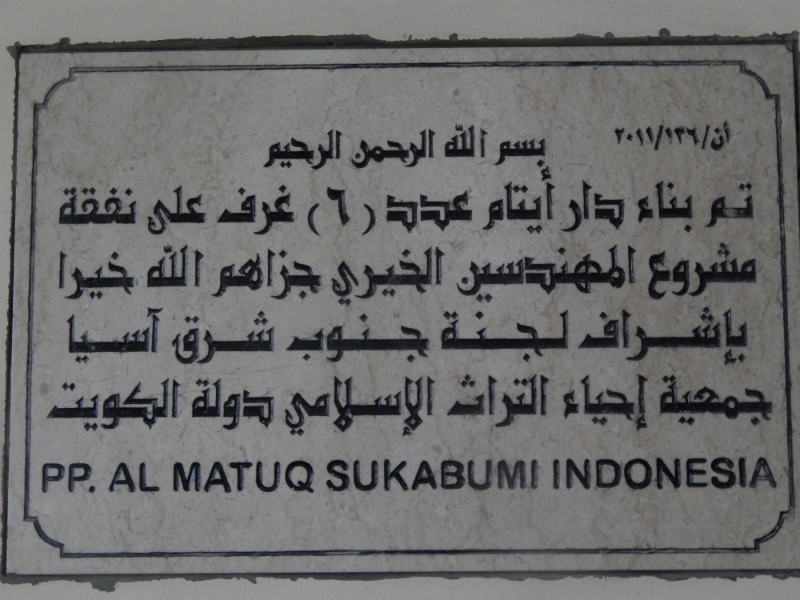 أن/١٣٦/٢٠١١
بسم الله الرحمن الرحيم
تم بناء دار أيتام عدد (٦) غرف على نفقة
مشروع المهندسين الخيري جزاهم الله خيرا
بإشراف لجنة جنوب شرق آسيا
جمعية إحياء التراث الإسلامي دولة الكويت
PP. AL MATUQ SUKABUMI INDONESIA